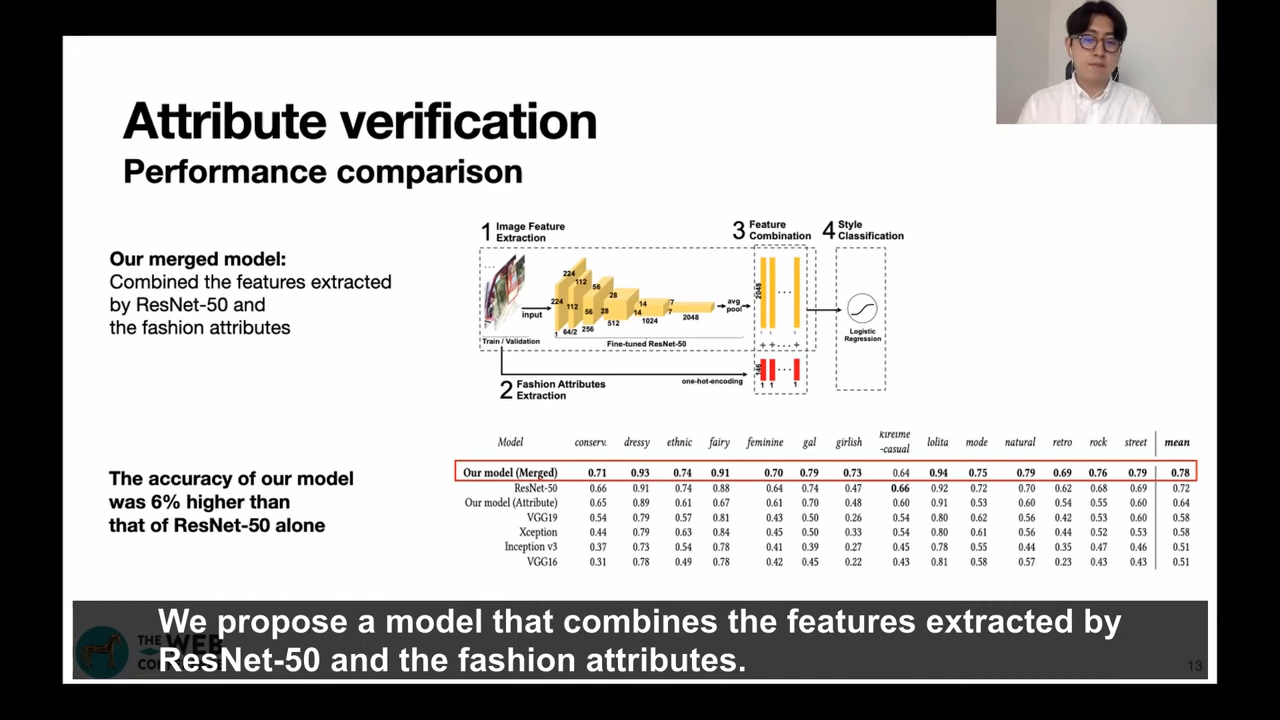 Attribute verification
Performance comparison
Our merged model:
Combined the features extracted
by ResNet-50 and
the fashion attributes
1 Image Feature
Extraction
3 Feature
Combination
4 Style
Classification
224
112
56
28
14
7
224
112
56
28
14
7
1
64/2
256
512
1024
2048
input
avg
pool
2048
Train / Validation
Fine-tuned ResNet-50
Logistic
Regression
2 Fashion Attributes
Extraction
one-hot-encoding
146
1 1 1
The accuracy of our model
was 6% higher than
that of ResNet-50 alone
Model conserv. dressy ethnic fairy feminine gal girlish kireime-casual lolita mode natural retro rock street mean
Our model (Merged) 0.71 0.93 0.74 0.91 0.70 0.79 0.73 0.64 0.94 0.75 0.79 0.69 0.76 0.79 0.78
ResNet-50 0.66 0.91 0.74 0.88 0.64 0.74 0.47 0.66 0.92 0.72 0.70 0.62 0.68 0.69 0.72
Our model (Attribute) 0.65 0.89 0.61 0.67 0.61 0.70 0.48 0.60 0.91 0.53 0.60 0.54 0.55 0.60 0.64
VGG19 0.54 0.79 0.57 0.81 0.43 0.50 0.26 0.54 0.80 0.62 0.56 0.42 0.53 0.60 0.58
Xception 0.44 0.79 0.63 0.84 0.45 0.50 0.33 0.54 0.80 0.61 0.56 0.44 0.52 0.53 0.58
Inception v3 0.37 0.73 0.54 0.78 0.41 0.39 0.27 0.45 0.78 0.55 0.44 0.35 0.47 0.46 0.51
VGG16 0.31 0.78 0.49 0.78 0.42 0.45 0.22 0.43 0.81 0.58 0.57 0.23 0.43 0.43 0.51
We propose a model that combines the features extracted by
ResNet-50 and the fashion attributes.
THE WEB
13